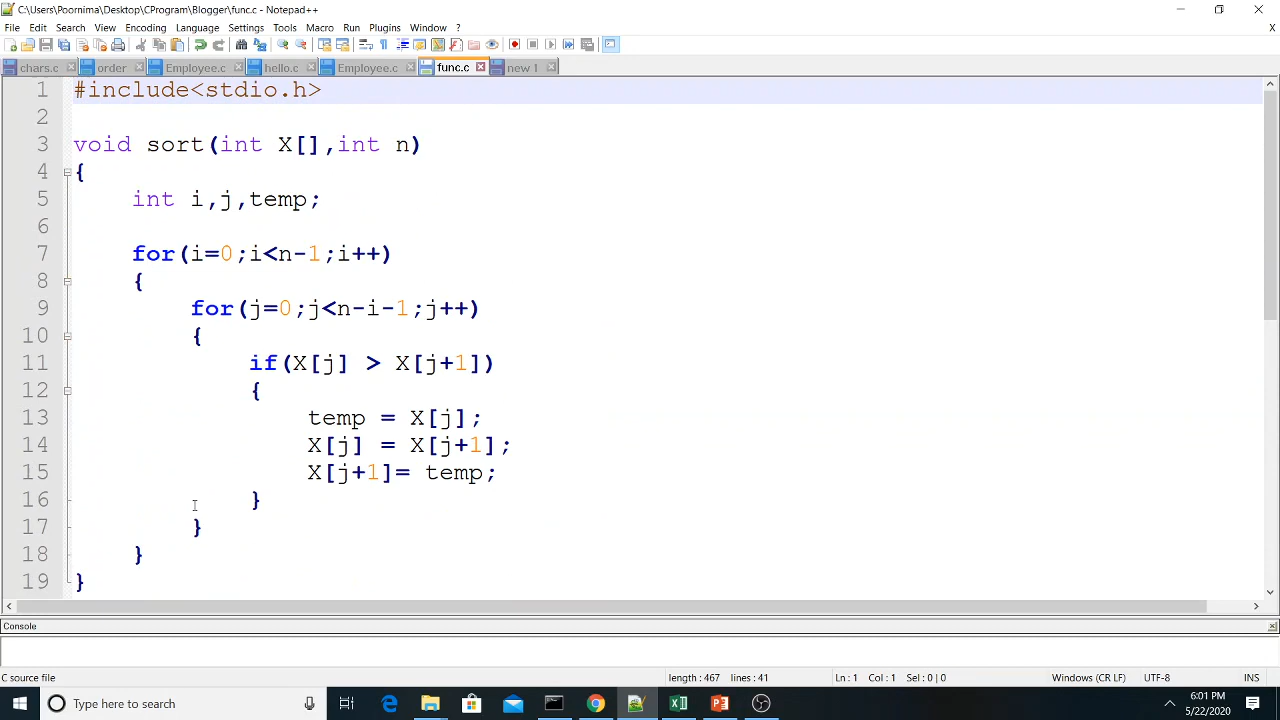 C:\Users\Poornima\Desktop\CProgram\Blogger\func.c - Notepad++
File Edit Search View Encoding Language Settings Tools Macro Run Plugins Window ? X
chars.c order Employee.c hello.c Employee.c func.c new 1
1 #include<stdio.h>
2
3 void sort(int X[],int n)
4 {
5 int i,j,temp;
6
7 for(i=0;i<n-1;i++)
8 {
9 for(j=0;j<n-i-1;j++)
10 {
11 if(X[j] > X[j+1])
12 {
13 temp = X[j];
14 X[j] = X[j+1];
15 X[j+1]= temp;
16 }
17 }
18 }
19 }
Console
C source file length : 467 lines : 41 Ln : 1 Col : 1 Sel : 0 | 0 Windows (CR LF) UTF-8 INS
Type here to search
6:01 PM
5/22/2020